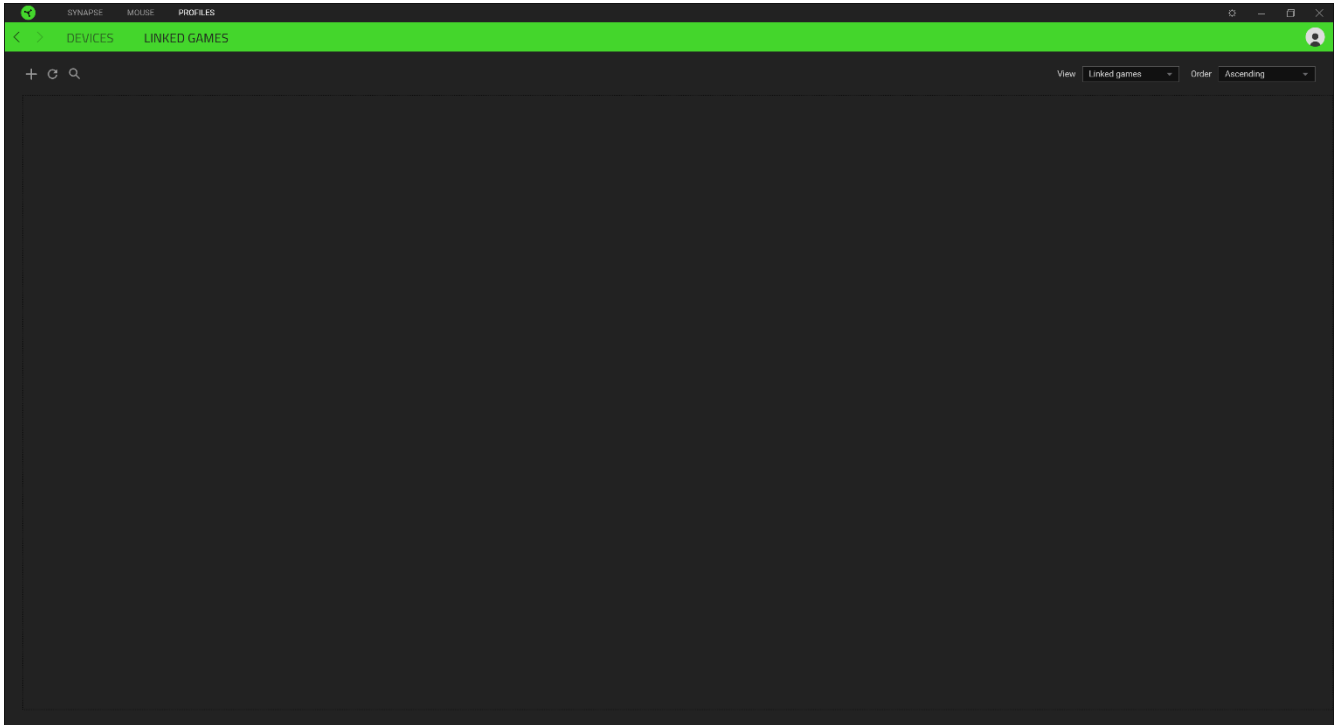 SYNAPSE MOUSE PROFILES
DEVICES LINKED GAMES
View Linked games Order Ascending